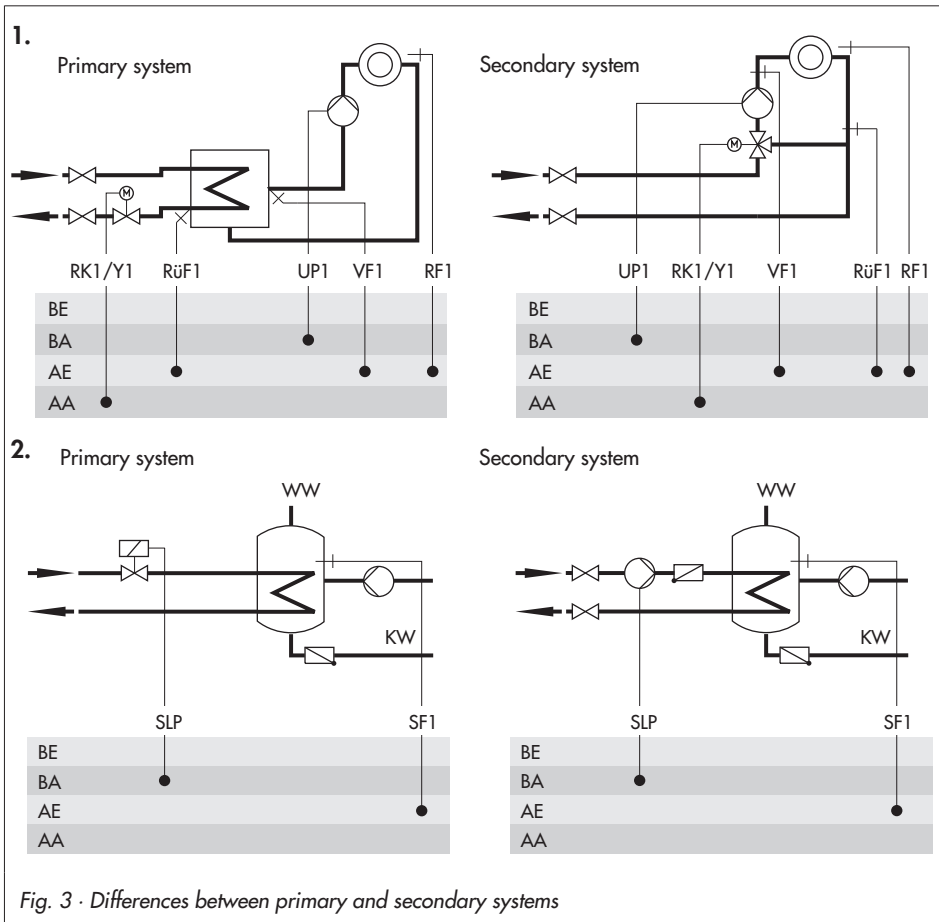 1.
Primary system
Secondary system
M
M
RK1/Y1 RüF1 UP1 VF1 RF1
UP1 RK1/Y1 VF1 RüF1 RF1
BE
BA
AE
AA
BE
BA
AE
AA
2.
Primary system
Secondary system
WW
WW
KW
KW
SLP SF1
SLP SF1
BE
BA
AE
AA
BE
BA
AE
AA
Fig. 3 · Differences between primary and secondary systems